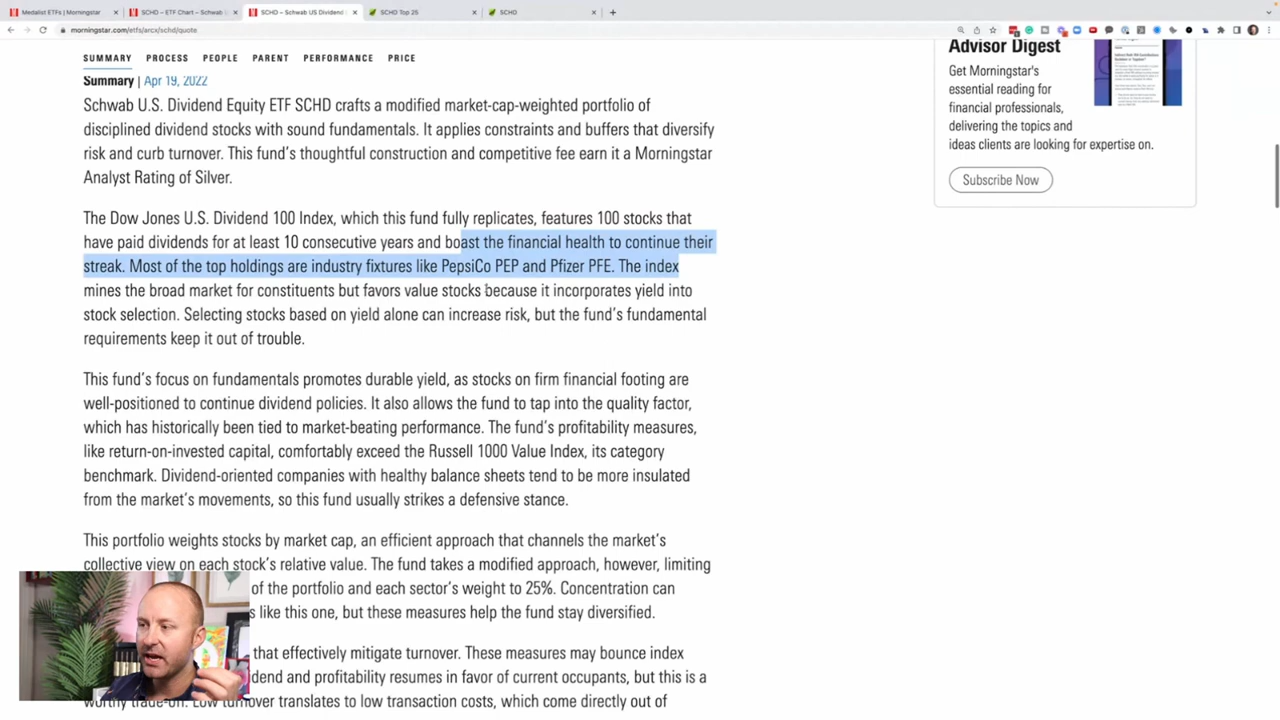 Medalist ETFs | Morningstar
SCHD – ETF Chart – Schwab
SCHD – Schwab US Dividend
SCHD Top 25
SCHD
morningstar.com/etfs/arcx/schd/quote
SUMMARY PROCESS PEOPLE PARENT PERFORMANCE PRICE
Summary | Apr 19, 2022
Schwab U.S. Dividend Equity ETF SCHD crafts a modified market-cap-weighted portfolio of
disciplined dividend stocks with sound fundamentals. It applies constraints and buffers that diversify
risk and curb turnover. This fund's thoughtful construction and competitive fee earn it a Morningstar
Analyst Rating of Silver.
The Dow Jones U.S. Dividend 100 Index, which this fund fully replicates, features 100 stocks that
have paid dividends for at least 10 consecutive years and boast the financial health to continue their
streak. Most of the top holdings are industry fixtures like PepsiCo PEP and Pfizer PFE. The index
mines the broad market for constituents but favors value stocks because it incorporates yield into
stock selection. Selecting stocks based on yield alone can increase risk, but the fund's fundamental
requirements keep it out of trouble.
This fund's focus on fundamentals promotes durable yield, as stocks on firm financial footing are
well-positioned to continue dividend policies. It also allows the fund to tap into the quality factor,
which has historically been tied to market-beating performance. The fund's profitability measures,
like return-on-invested capital, comfortably exceed the Russell 1000 Value Index, its category
benchmark. Dividend-oriented companies with healthy balance sheets tend to be more insulated
from the market's movements, so this fund usually strikes a defensive stance.
This portfolio weights stocks by market cap, an efficient approach that channels the market's
collective view on each stock's relative value. The fund takes a modified approach, however, limiting
of the portfolio and each sector's weight to 25%. Concentration can
s like this one, but these measures help the fund stay diversified.
that effectively mitigate turnover. These measures may bounce index
dend and profitability resumes in favor of current occupants, but this is a
worthy trade-off. Low turnover translates to low transaction costs, which come directly out of
Advisor Digest
Get Morningstar's
essential reading for
financial professionals,
delivering the topics and
ideas clients are looking for expertise on.
Subscribe Now